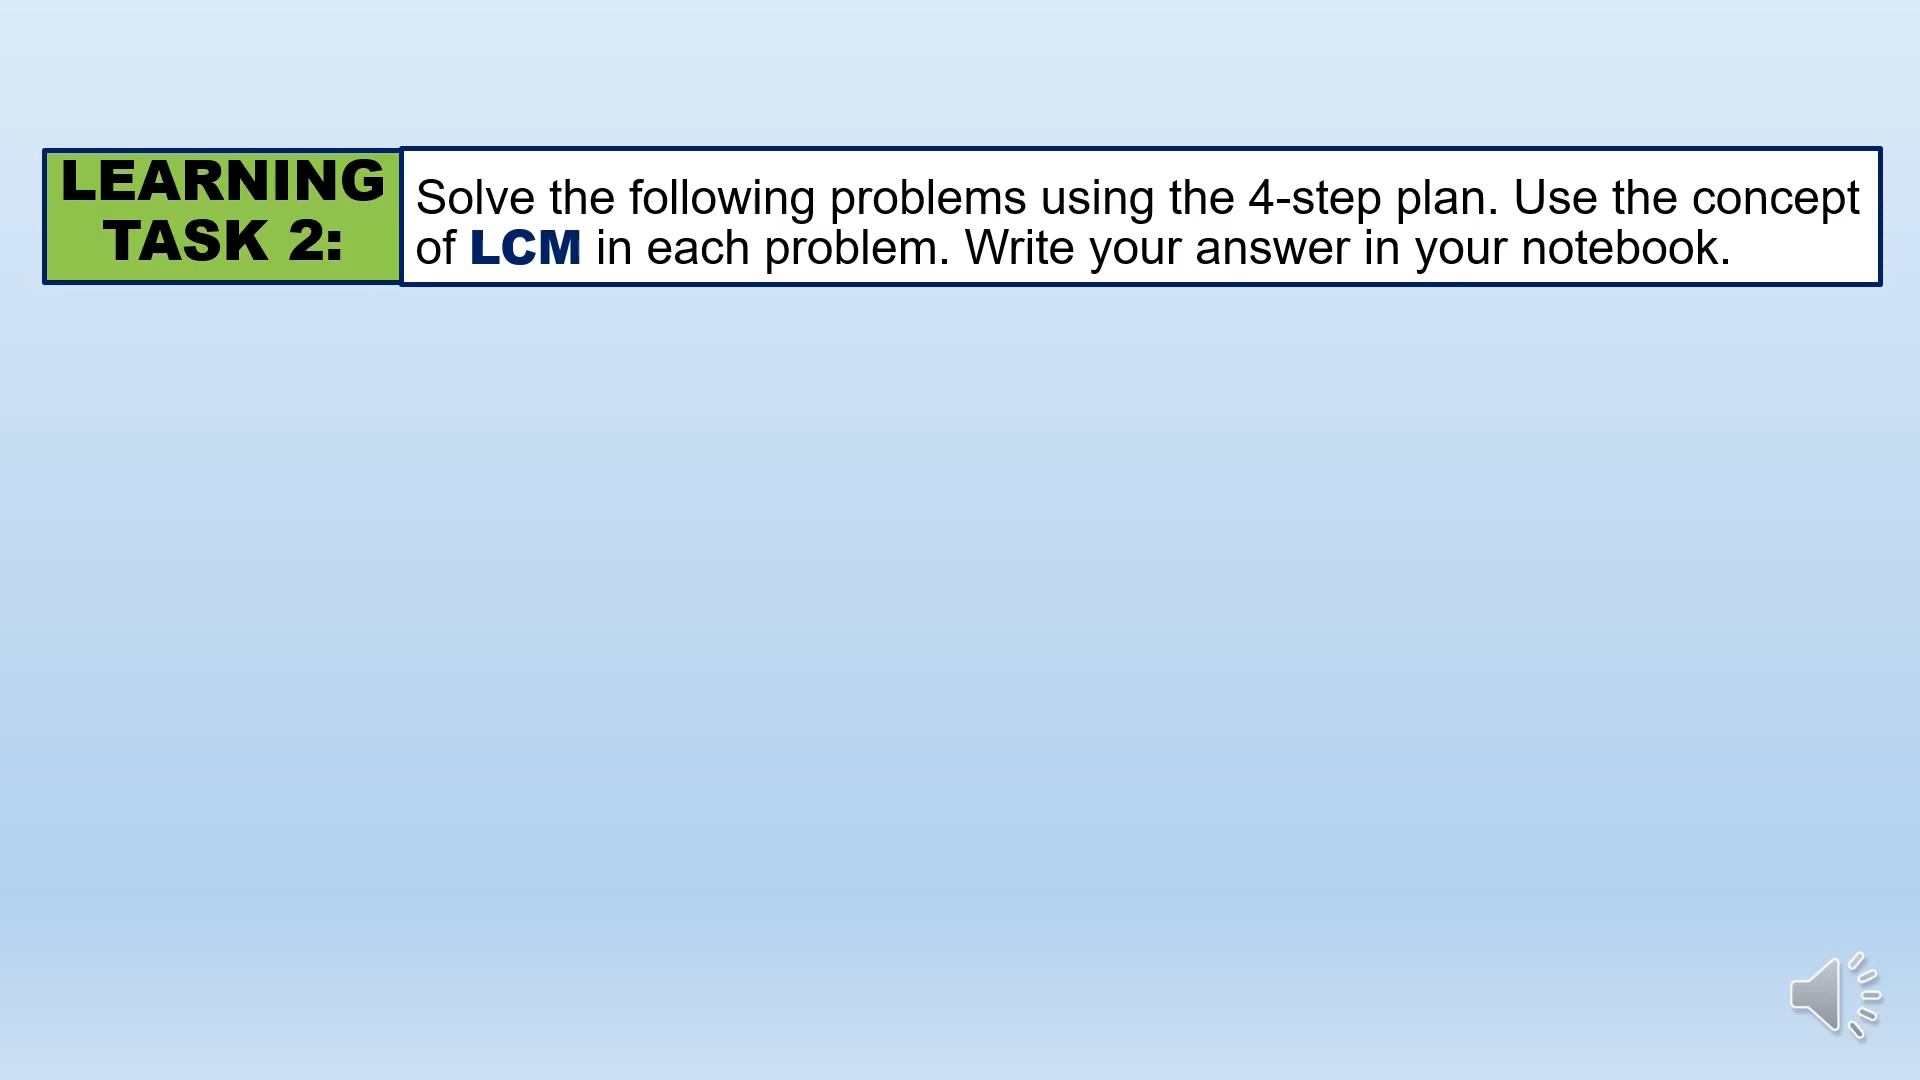 LEARNING
TASK 2:
Solve the following problems using the 4-step plan. Use the concept
of LCM in each problem. Write your answer in your notebook.